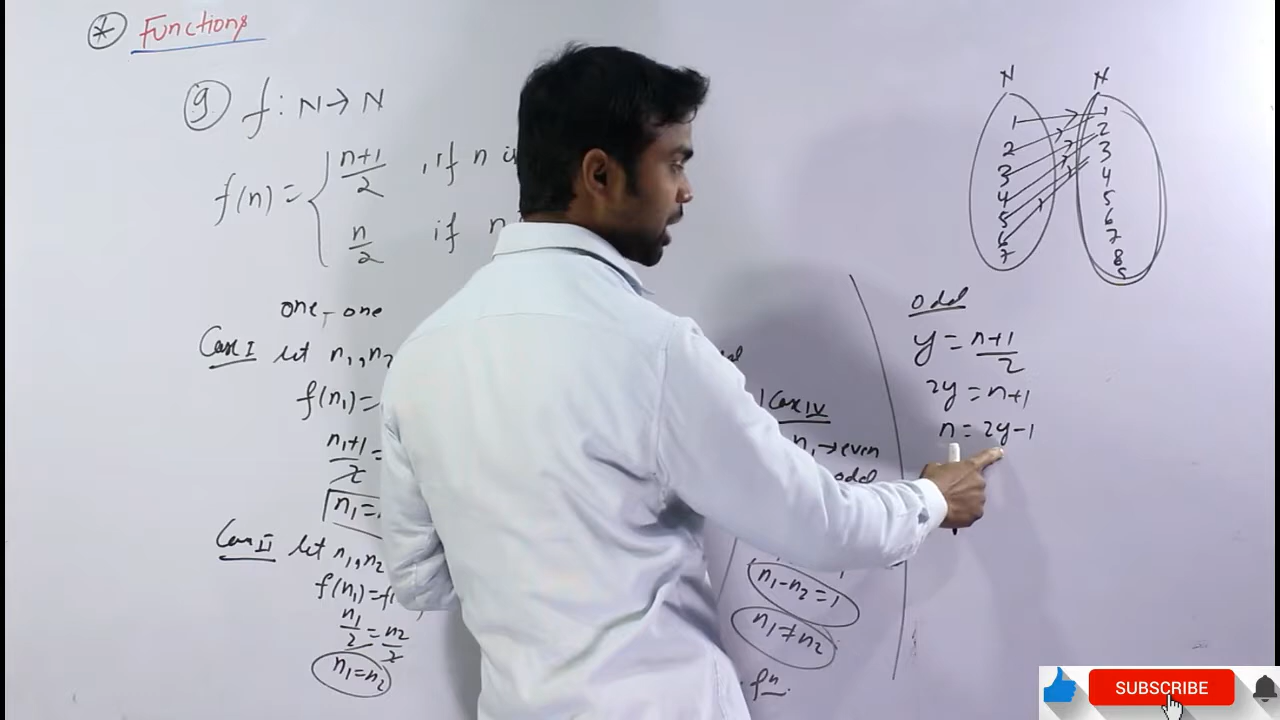 * Functions
9 f: N → N
f(n) = { n+1/2 , if n
n/2 if n
one-one
Case I let n₁, n₂
f(n₁) =
n₁+1/2 =
n₁ =
Case II let n₁, n₂
f(n₁) = f
n₁/2 = n₂/2
n₁ = n₂
Case IV
n₁ → even
odd
n₁ - n₂ = 1
n₁ ≠ n₂
fⁿ.
N N
1 1
2 2
3 3
4 4
5 5
6 6
7 7
8
9
odd
y = n+1/2
2y = n+1
n = 2y-1
SUBSCRIBE